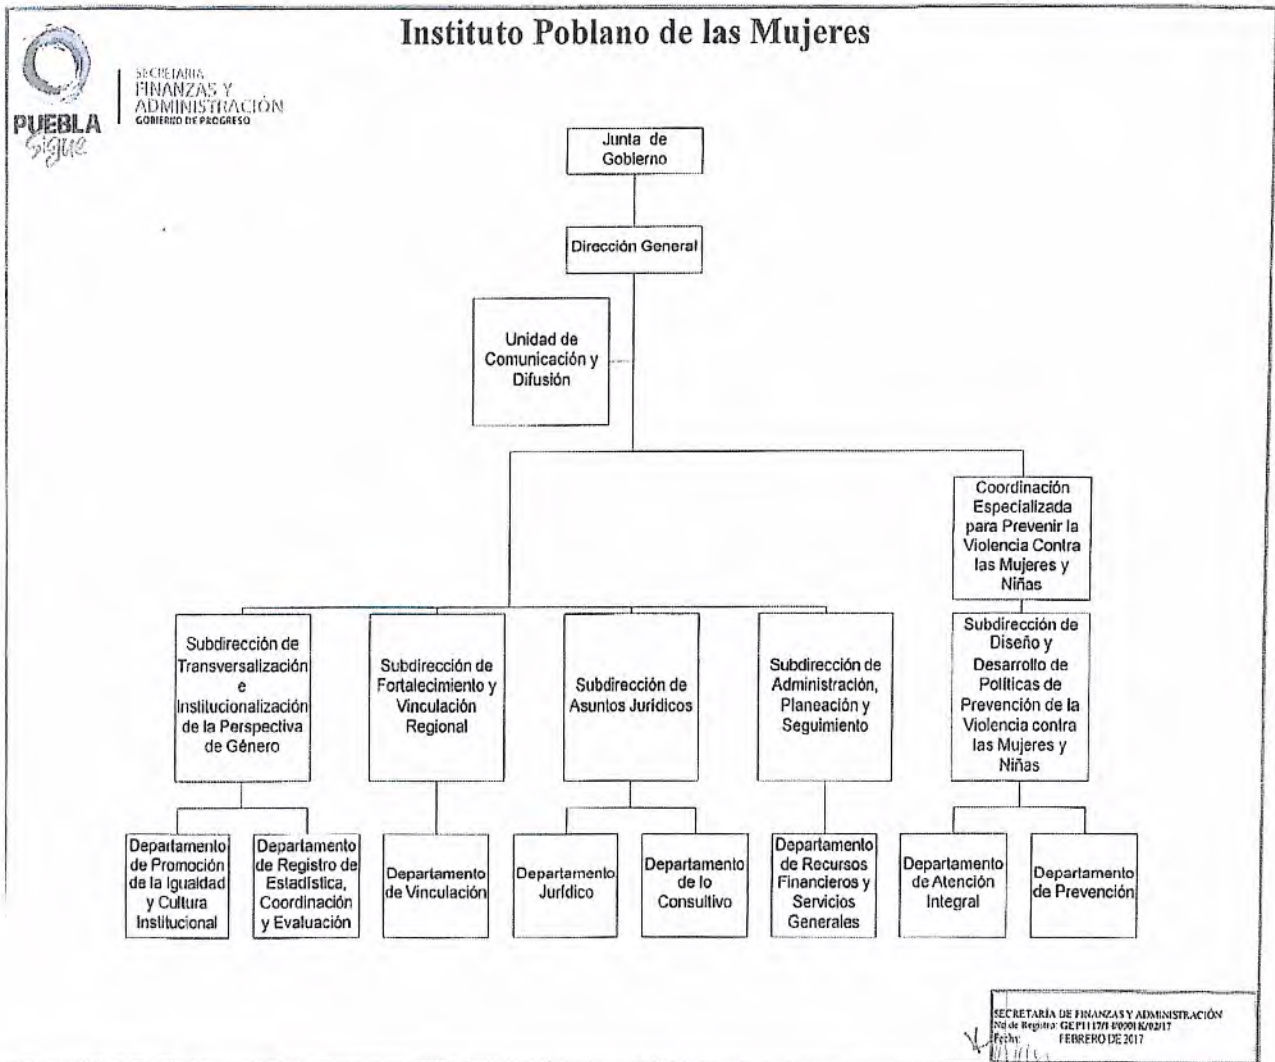 Instituto Poblano de las Mujeres
SECRETARÍA
FINANZAS Y
ADMINISTRACIÓN
GOBIERNO DE PROGRESO
PUEBLA
Sigue
Junta de
Gobierno
Dirección General
Unidad de
Comunicación y
Difusión
Coordinación
Especializada
para Prevenir la
Violencia Contra
las Mujeres y
Niñas
Subdirección de
Transversalización
e
Institucionalización
de la Perspectiva
de Género
Subdirección de
Fortalecimiento y
Vinculación
Regional
Subdirección de
Asuntos Jurídicos
Subdirección de
Administración,
Planeación y
Seguimiento
Subdirección de
Diseño y
Desarrollo de
Políticas de
Prevención de la
Violencia contra
las Mujeres y
Niñas
Departamento
de Promoción
de la Igualdad
y Cultura
Institucional
Departamento
de Registro de
Estadística,
Coordinación
y Evaluación
Departamento
de Vinculación
Departamento
Jurídico
Departamento
de lo
Consultivo
Departamento
de Recursos
Financieros y
Servicios
Generales
Departamento
de Atención
Integral
Departamento
de Prevención
SECRETARÍA DE FINANZAS Y ADMINISTRACIÓN
No de Registro:
Fecha: FEBRERO DE 2017